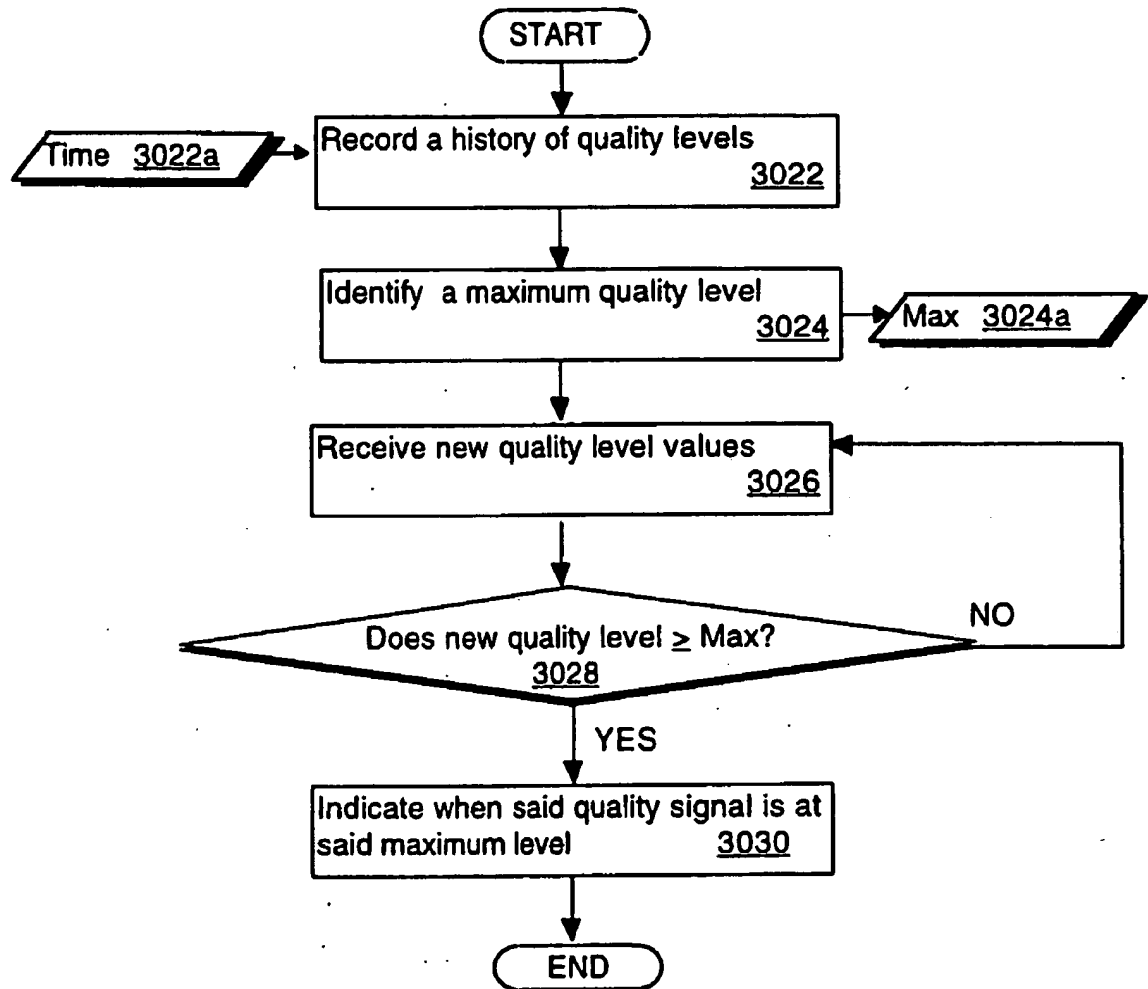 START
Time 3022a
Record a history of quality levels
3022
Identify a maximum quality level
3024
Max 3024a
Receive new quality level values
3026
Does new quality level ≥ Max?
3028
NO
YES
Indicate when said quality signal is at
said maximum level 3030
END